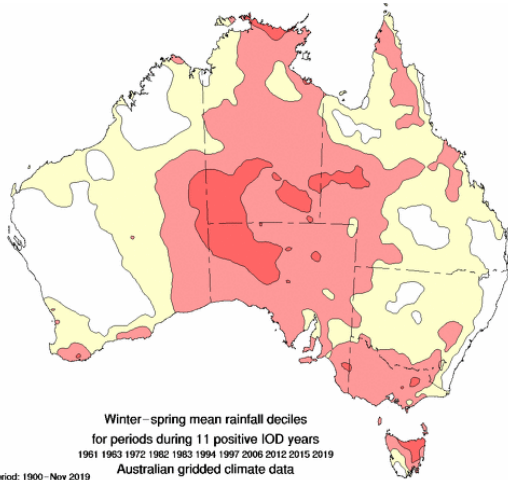 Winter–spring mean rainfall deciles
for periods during 11 positive IOD years
1961 1963 1972 1982 1983 1994 1997 2006 2012 2015 2019
Australian gridded climate data
eriod: 1900–Nov 2019